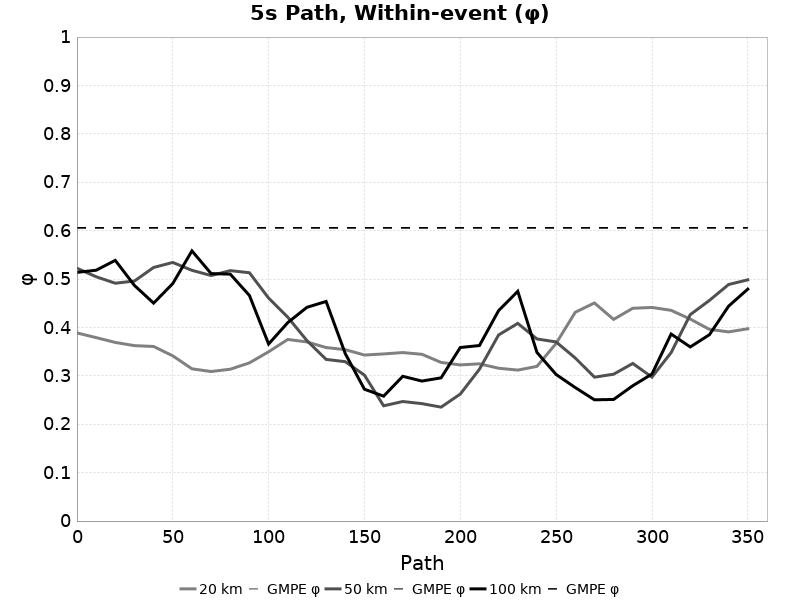 5s Path, Within-event (φ)
1
0.9
0.8
0.7
0.6
0.5
0.4
0.3
0.2
0.1
0
φ
0 50 100 150 200 250 300 350
Path
20 km GMPE φ 50 km GMPE φ 100 km GMPE φ